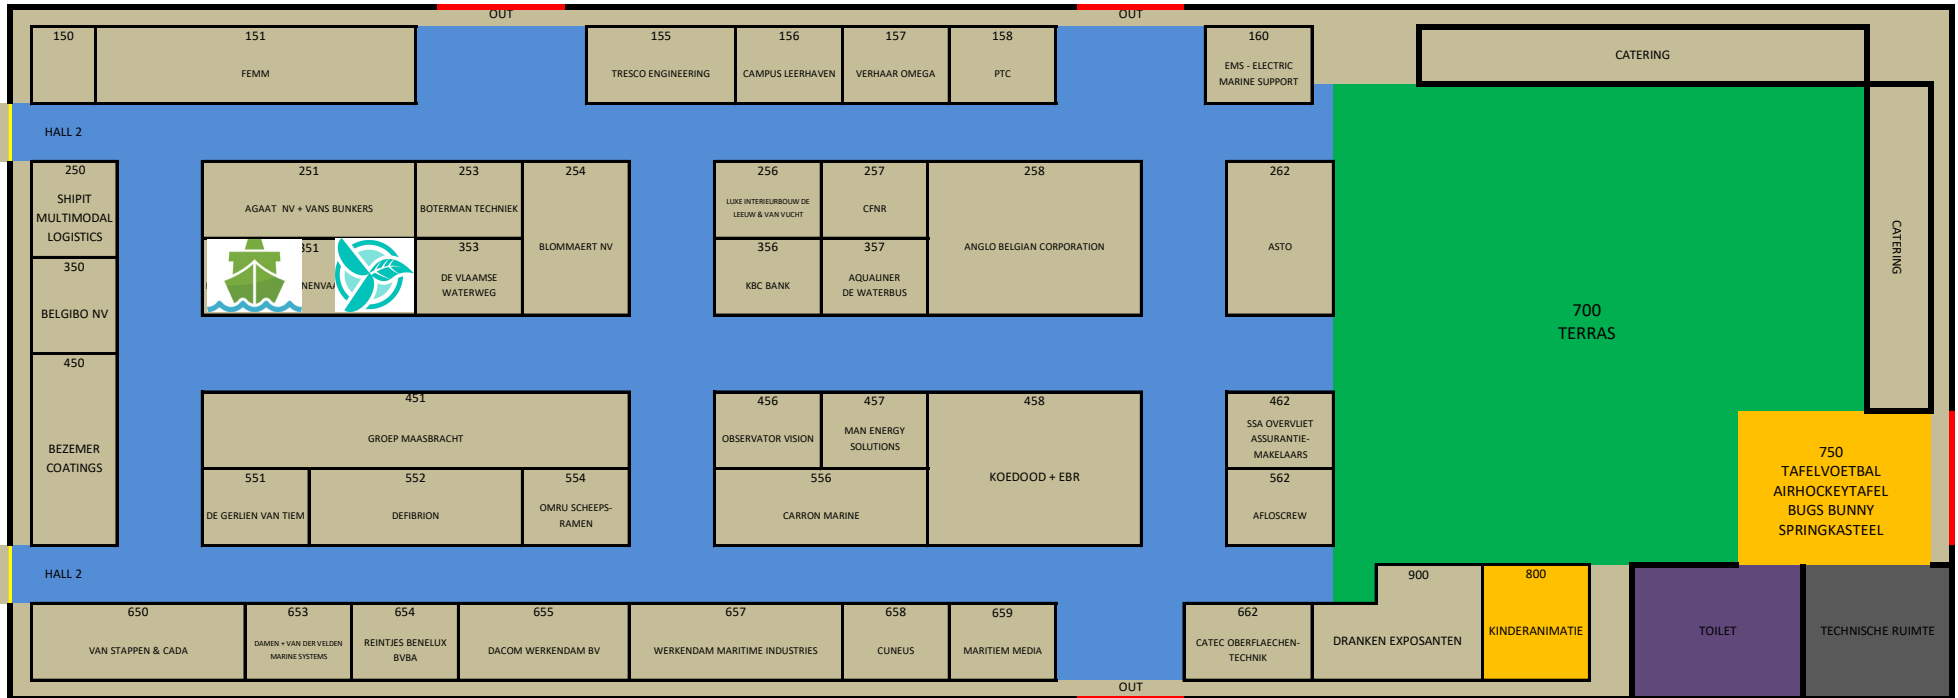 OUT
OUT
150
151
FEMM
155
TRESCO ENGINEERING
156
CAMPUS LEERHAVEN
157
VERHAAR OMEGA
158
PTC
160
EMS - ELECTRIC
MARINE SUPPORT
CATERING
HALL 2
250
SHIPIT
MULTIMODAL
LOGISTICS
251
AGAAT NV + VANS BUNKERS
253
BOTERMAN TECHNIEK
254
BLOMMAERT NV
256
LUXE INTERIEURBOUW DE
LEEUW & VAN VUCHT
257
CFNR
258
ANGLO BELGIAN CORPORATION
262
ASTO
CATERING
350
BELGIBO NV
351
353
DE VLAAMSE
WATERWEG
356
KBC BANK
357
AQUALINER
DE WATERBUS
700
TERRAS
450
BEZEMER
COATINGS
451
GROEP MAASBRACHT
456
OBSERVATOR VISION
457
MAN ENERGY
SOLUTIONS
458
KOEDOOD + EBR
462
SSA OVERVLIET
ASSURANTIE-
MAKELAARS
551
DE GERLIEN VAN TIEM
552
DEFIBRION
554
OMRU SCHEEPS-
RAMEN
556
CARRON MARINE
562
AFLOSCREW
750
TAFELVOETBAL
AIRHOCKEYTAFEL
BUGS BUNNY
SPRINGKASTEEL
HALL 2
650
VAN STAPPEN & CADA
653
DAMEN + VAN DER VELDEN
MARINE SYSTEMS
654
REINTJES BENELUX
BVBA
655
DACOM WERKENDAM BV
657
WERKENDAM MARITIME INDUSTRIES
658
CUNEUS
659
MARITIEM MEDIA
662
CATEC OBERFLAECHEN-
TECHNIK
900
DRANKEN EXPOSANTEN
800
KINDERANIMATIE
TOILET
TECHNISCHE RUIMTE
OUT